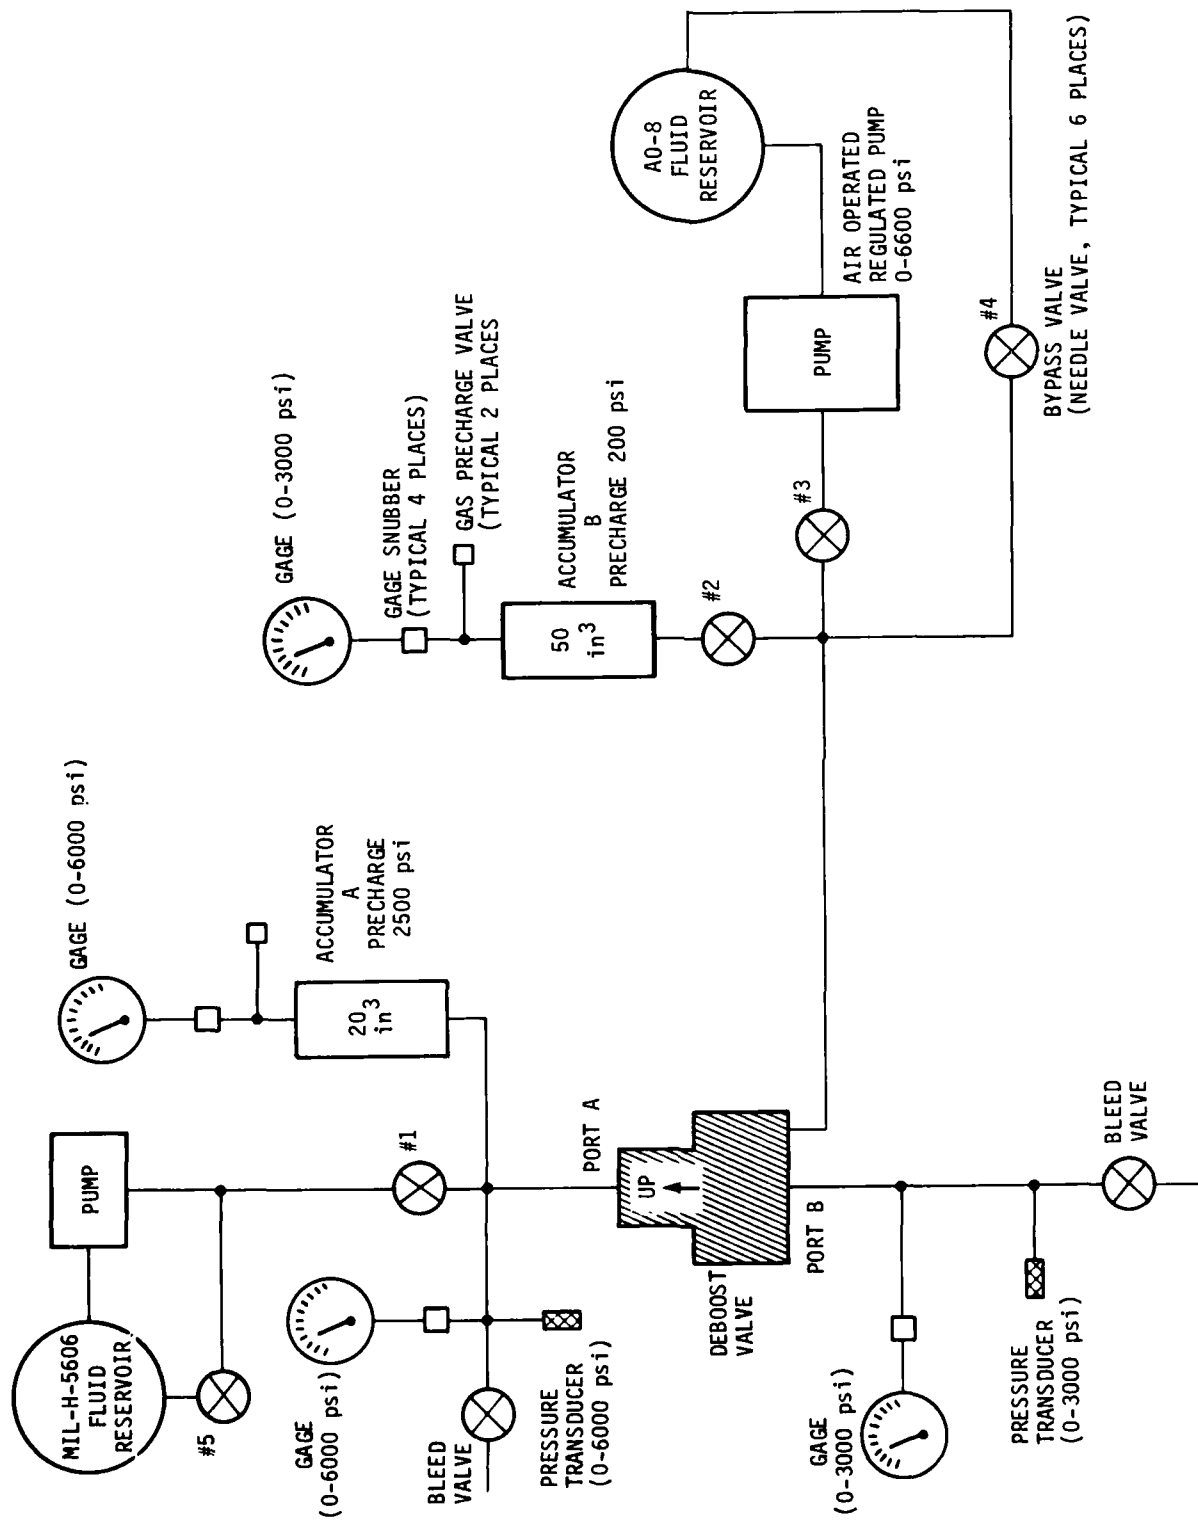 MIL-H-5606
FLUID
RESERVOIR
PUMP
#5
#1
GAGE (0-6000 psi)
ACCUMULATOR
A
PRECHARGE
2500 psi
20
in³
GAGE
(0-6000 psi)
BLEED
VALVE
PRESSURE
TRANSDUCER
(0-6000 psi)
PORT A
UP
DEBOOST
VALVE
PORT B
GAGE
(0-3000 psi)
PRESSURE
TRANSDUCER
(0-3000 psi)
BLEED
VALVE
GAGE (0-3000 psi)
GAGE SNUBBER
(TYPICAL 4 PLACES)
GAS PRECHARGE VALVE
(TYPICAL 2 PLACES
50
in³
ACCUMULATOR
B
PRECHARGE 200 psi
#2
#3
PUMP
AIR OPERATED
REGULATED PUMP
0-6600 psi
AO-8
FLUID
RESERVOIR
#4
BYPASS VALVE
(NEEDLE VALVE, TYPICAL 6 PLACES)